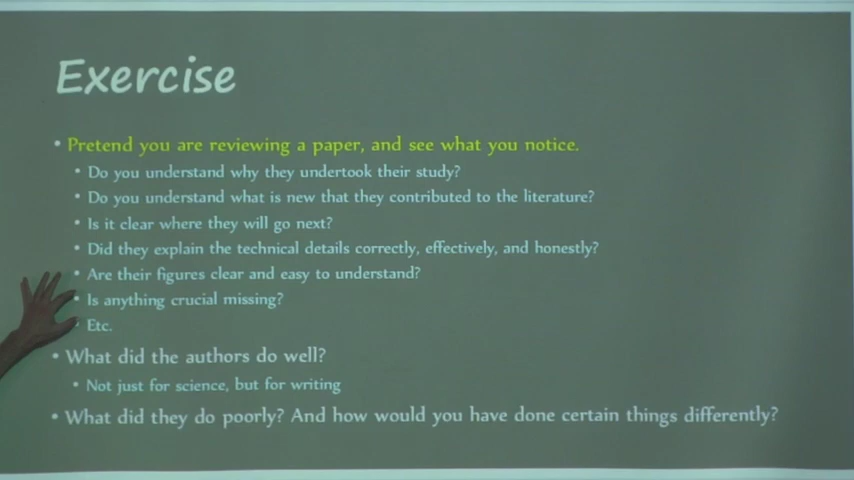 Exercise
• Pretend you are reviewing a paper, and see what you notice.
• Do you understand why they undertook their study?
• Do you understand what is new that they contributed to the literature?
• Is it clear where they will go next?
• Did they explain the technical details correctly, effectively, and honestly?
• Are their figures clear and easy to understand?
• Is anything crucial missing?
• Etc.
• What did the authors do well?
• Not just for science, but for writing
• What did they do poorly? And how would you have done certain things differently?